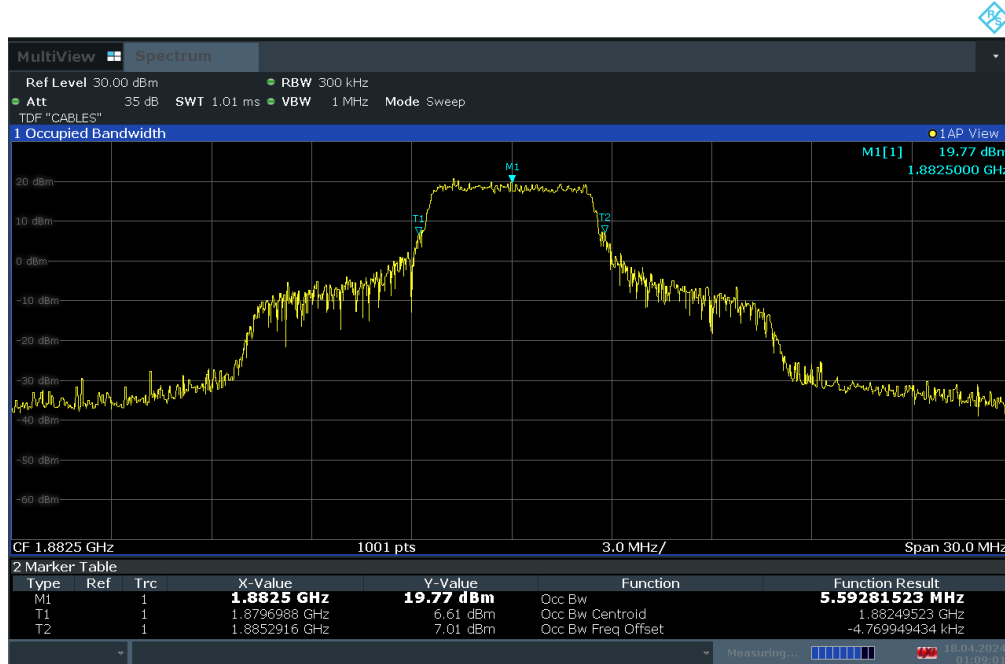 R&S
MultiView Spectrum
Ref Level 30.00 dBm RBW 300 kHz
Att 35 dB SWT 1.01 ms VBW 1 MHz Mode Sweep
TDF "CABLES"
1 Occupied Bandwidth 1AP View
M1[1] 19.77 dBm
1.8825000 GHz
M1
20 dBm
T1 T2
10 dBm
0 dBm
-10 dBm
-20 dBm
-30 dBm
-40 dBm
-50 dBm
-60 dBm
CF 1.8825 GHz 1001 pts 3.0 MHz/ Span 30.0 MHz
2 Marker Table
Type Ref Trc X-Value Y-Value Function Function Result
M1 1 1.8825 GHz 19.77 dBm Occ Bw 5.59281523 MHz
T1 1 1.8796988 GHz 6.61 dBm Occ Bw Centroid 1.88249523 GHz
T2 1 1.8852916 GHz 7.01 dBm Occ Bw Freq Offset -4.769949434 kHz
Measuring... 18.04.2024